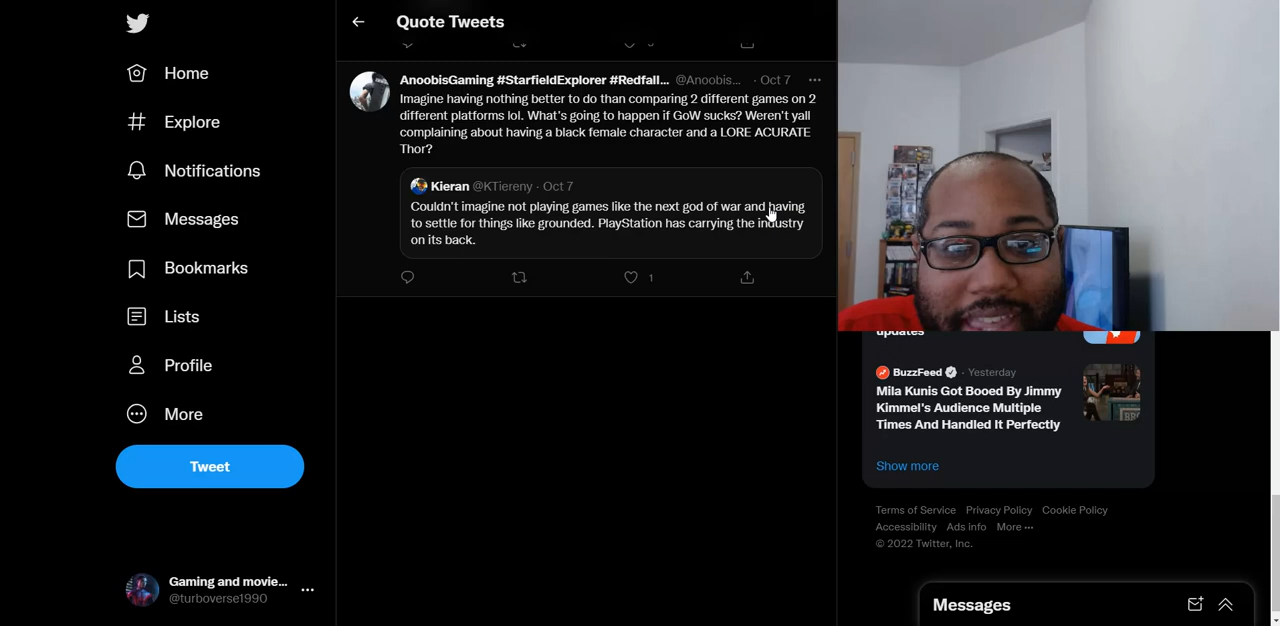 Quote Tweets
Home
Explore
Notifications
Messages
Bookmarks
Lists
Profile
More
Tweet
Gaming and movie...
@turboverse1990
AnoobisGaming #StarfieldExplorer #Redfall... @Anoobis... · Oct 7
Imagine having nothing better to do than comparing 2 different games on 2
different platforms lol. What's going to happen if GoW sucks? Weren't yall
complaining about having a black female character and a LORE ACURATE
Thor?
Kieran @KTiereny · Oct 7
Couldn't imagine not playing games like the next god of war and having
to settle for things like grounded. PlayStation has carrying the industry
on its back.
1
updates
BuzzFeed · Yesterday
Mila Kunis Got Booed By Jimmy
Kimmel's Audience Multiple
Times And Handled It Perfectly
Show more
Terms of Service Privacy Policy Cookie Policy
Accessibility Ads info More ···
© 2022 Twitter, Inc.
Messages